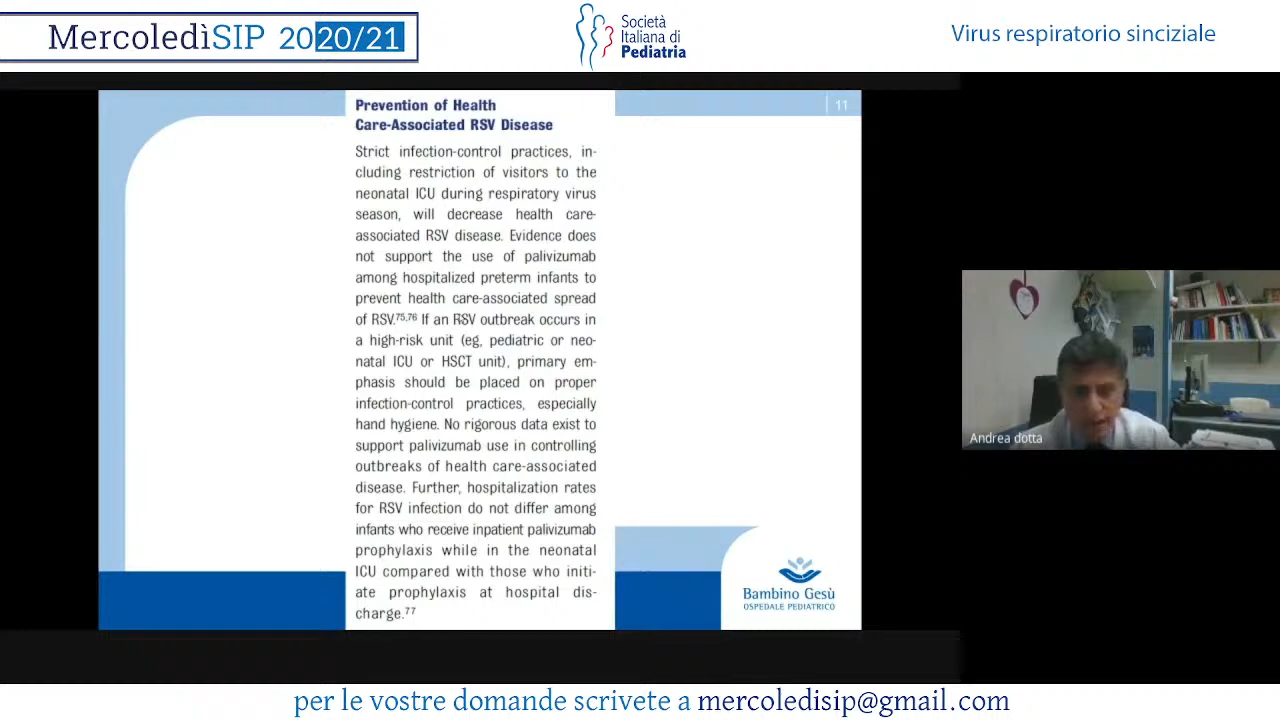 MercoledìSIP 2020/21
Società
Italiana di
Pediatria
Virus respiratorio sinciziale
11
Prevention of Health
Care-Associated RSV Disease
Strict infection-control practices, in-
cluding restriction of visitors to the
neonatal ICU during respiratory virus
season, will decrease health care-
associated RSV disease. Evidence does
not support the use of palivizumab
among hospitalized preterm infants to
prevent health care-associated spread
of RSV.75,76 If an RSV outbreak occurs in
a high-risk unit (eg, pediatric or neo-
natal ICU or HSCT unit), primary em-
phasis should be placed on proper
infection-control practices, especially
hand hygiene. No rigorous data exist to
support palivizumab use in controlling
outbreaks of health care-associated
disease. Further, hospitalization rates
for RSV infection do not differ among
infants who receive inpatient palivizumab
prophylaxis while in the neonatal
ICU compared with those who initi-
ate prophylaxis at hospital dis-
charge.77
Bambino Gesù
OSPEDALE PEDIATRICO
Andrea dotta
per le vostre domande scrivete a mercoledisip@gmail.com